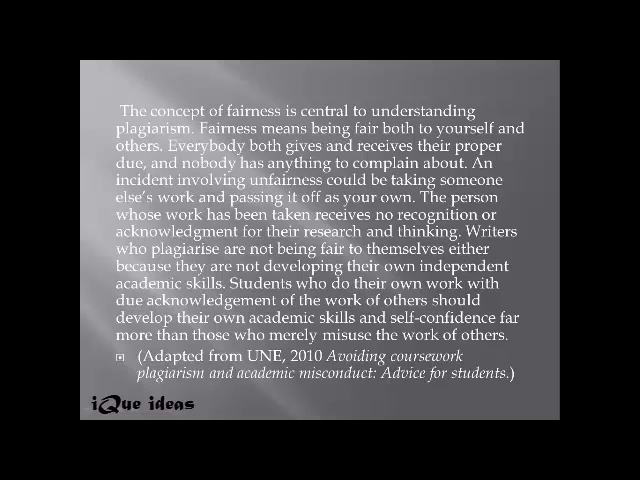 The concept of fairness is central to understanding
plagiarism. Fairness means being fair both to yourself and
others. Everybody both gives and receives their proper
due, and nobody has anything to complain about. An
incident involving unfairness could be taking someone
else's work and passing it off as your own. The person
whose work has been taken receives no recognition or
acknowledgment for their research and thinking. Writers
who plagiarise are not being fair to themselves either
because they are not developing their own independent
academic skills. Students who do their own work with
due acknowledgement of the work of others should
develop their own academic skills and self-confidence far
more than those who merely misuse the work of others.
(Adapted from UNE, 2010 Avoiding coursework
plagiarism and academic misconduct: Advice for students.)
iQue ideas